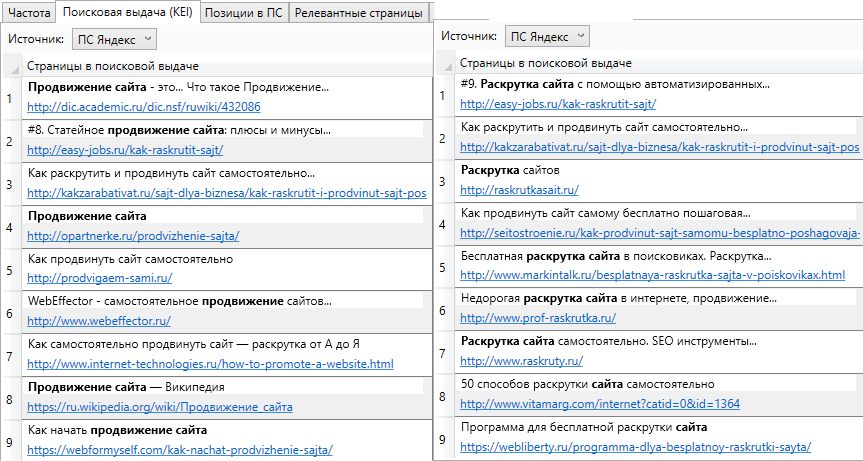 Частота Поисковая выдача (KEI) Позиции в ПС Релевантные страницы
Источник: ПС Яндекс
Страницы в поисковой выдаче
1 Продвижение сайта - это... Что такое Продвижение...
http://dic.academic.ru/dic.nsf/ruwiki/432086
2 #8. Статейное продвижение сайта: плюсы и минусы...
http://easy-jobs.ru/kak-raskrutit-sajt/
3 Как раскрутить и продвинуть сайт самостоятельно...
http://kakzarabativat.ru/sajt-dlya-biznesa/kak-raskrutit-i-prodvinut-sajt-pos
4 Продвижение сайта
http://opartnerke.ru/prodvizhenie-sajta/
5 Как продвинуть сайт самостоятельно
http://prodvigaem-sami.ru/
6 WebEffector - самостоятельное продвижение сайтов...
http://www.webeffector.ru/
7 Как самостоятельно продвинуть сайт — раскрутка от А до Я
http://www.internet-technologies.ru/how-to-promote-a-website.html
8 Продвижение сайта — Википедия
https://ru.wikipedia.org/wiki/Продвижение_сайта
9 Как начать продвижение сайта
https://webformyself.com/kak-nachat-prodvizhenie-sajta/
Источник: ПС Яндекс
Страницы в поисковой выдаче
1 #9. Раскрутка сайта с помощью автоматизированных...
http://easy-jobs.ru/kak-raskrutit-sajt/
2 Как раскрутить и продвинуть сайт самостоятельно...
http://kakzarabativat.ru/sajt-dlya-biznesa/kak-raskrutit-i-prodvinut-sajt-pos
3 Раскрутка сайтов
http://raskrutkasait.ru/
4 Как продвинуть сайт самому бесплатно пошаговая...
http://seitostroenie.ru/kak-prodvinut-sajt-samomu-besplatno-poshagovaja-
5 Бесплатная раскрутка сайта в поисковиках. Раскрутка...
http://www.markintalk.ru/besplatnaya-raskrutka-sajta-v-poiskovikax.html
6 Недорогая раскрутка сайта в интернете, продвижение...
http://www.prof-raskrutka.ru/
7 Раскрутка сайта самостоятельно. SEO инструменты...
http://www.raskruty.ru/
8 50 способов раскрутки сайта самостоятельно
http://www.vitamarg.com/internet?catid=0&id=1364
9 Программа для бесплатной раскрутки сайта
https://webliberty.ru/programma-dlya-besplatnoy-raskrutki-sayta/